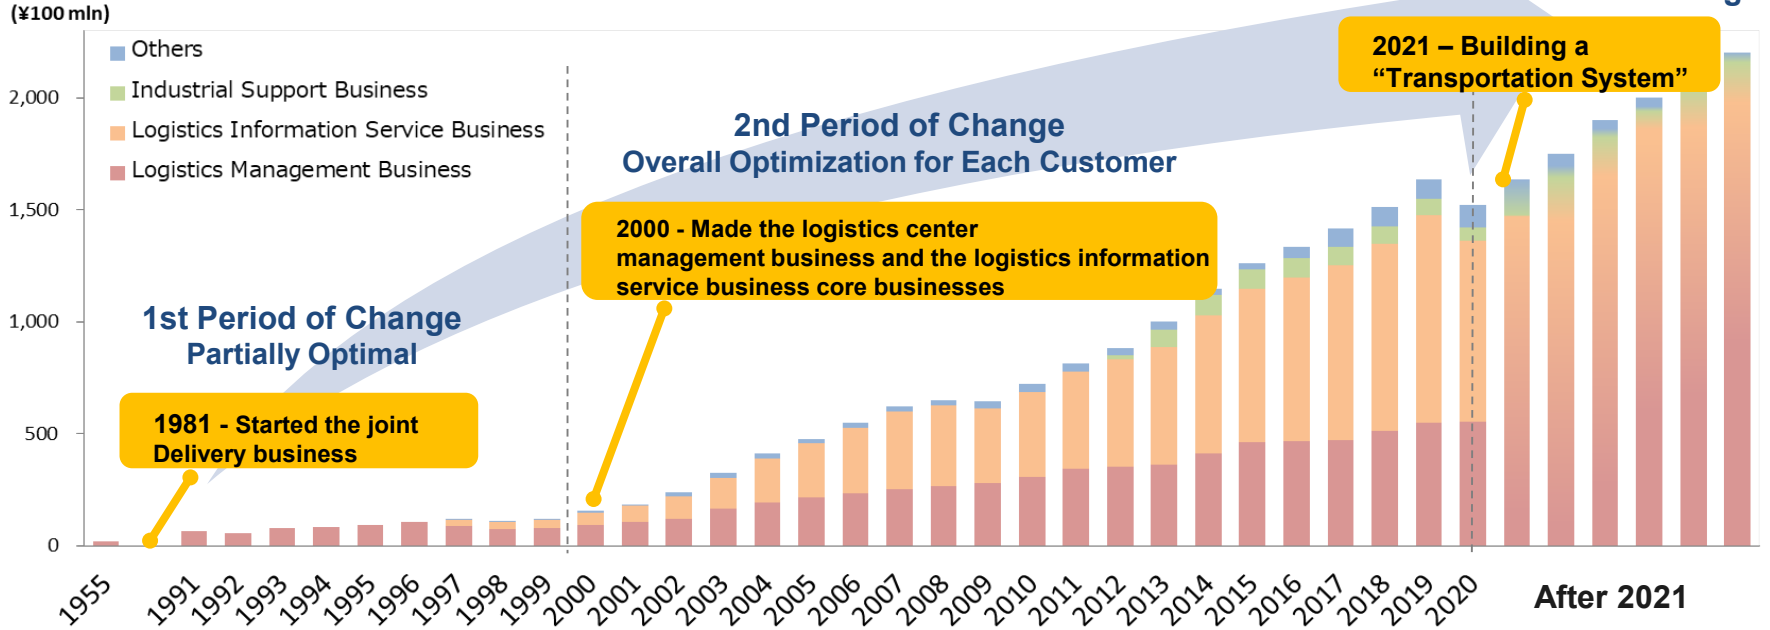 (¥100 mln)
Others
Industrial Support Business
Logistics Information Service Business
Logistics Management Business
2,000
1,500
1,000
500
0
1st Period of Change
Partially Optimal
1981 - Started the joint
Delivery business
2nd Period of Change
Overall Optimization for Each Customer
2000 - Made the logistics center
management business and the logistics information
service business core businesses
2021 – Building a
“Transportation System”
1955
1991
1992
1993
1994
1995
1996
1997
1998
1999
2000
2001
2002
2003
2004
2005
2006
2007
2008
2009
2010
2011
2012
2013
2014
2015
2016
2017
2018
2019
2020
After 2021